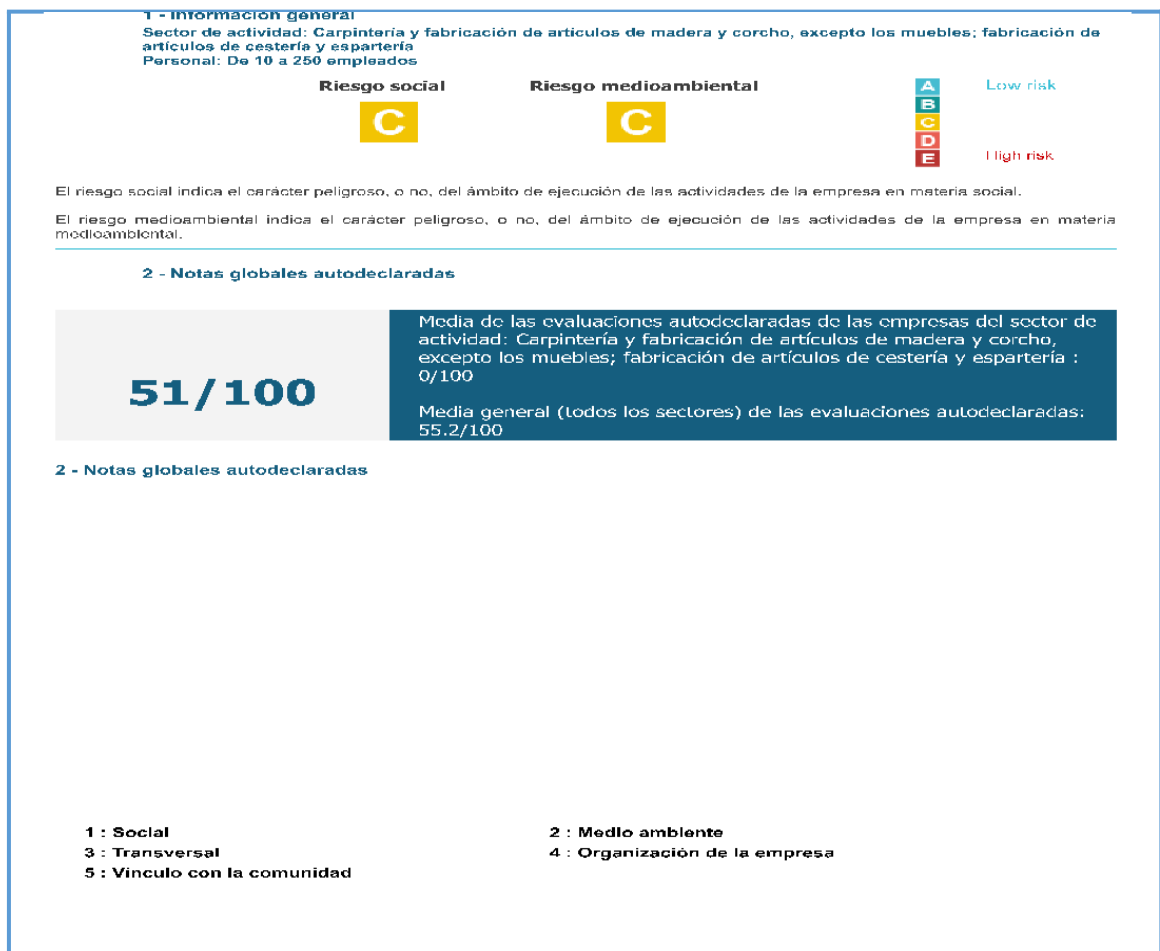 1 - Información general
Sector de actividad: Carpintería y fabricación de artículos de madera y corcho, excepto los muebles; fabricación de
artículos de cestería y espartería
Personal: De 10 a 250 empleados
Riesgo social
Riesgo medioambiental
C
C
A
B
C
D
E
Low risk
High risk
El riesgo social indica el carácter peligroso, o no, del ámbito de ejecución de las actividades de la empresa en materia social.
El riesgo medioambiental indica el carácter peligroso, o no, del ámbito de ejecución de las actividades de la empresa en materia
medioambiental.
2 - Notas globales autodeclaradas
51/100
Media de las evaluaciones autodeclaradas de las empresas del sector de
actividad: Carpintería y fabricación de artículos de madera y corcho,
excepto los muebles; fabricación de artículos de cestería y espartería :
0/100
Media general (todos los sectores) de las evaluaciones autodeclaradas:
55.2/100
2 - Notas globales autodeclaradas
1 : Social
2 : Medio ambiente
3 : Transversal
4 : Organización de la empresa
5 : Vínculo con la comunidad